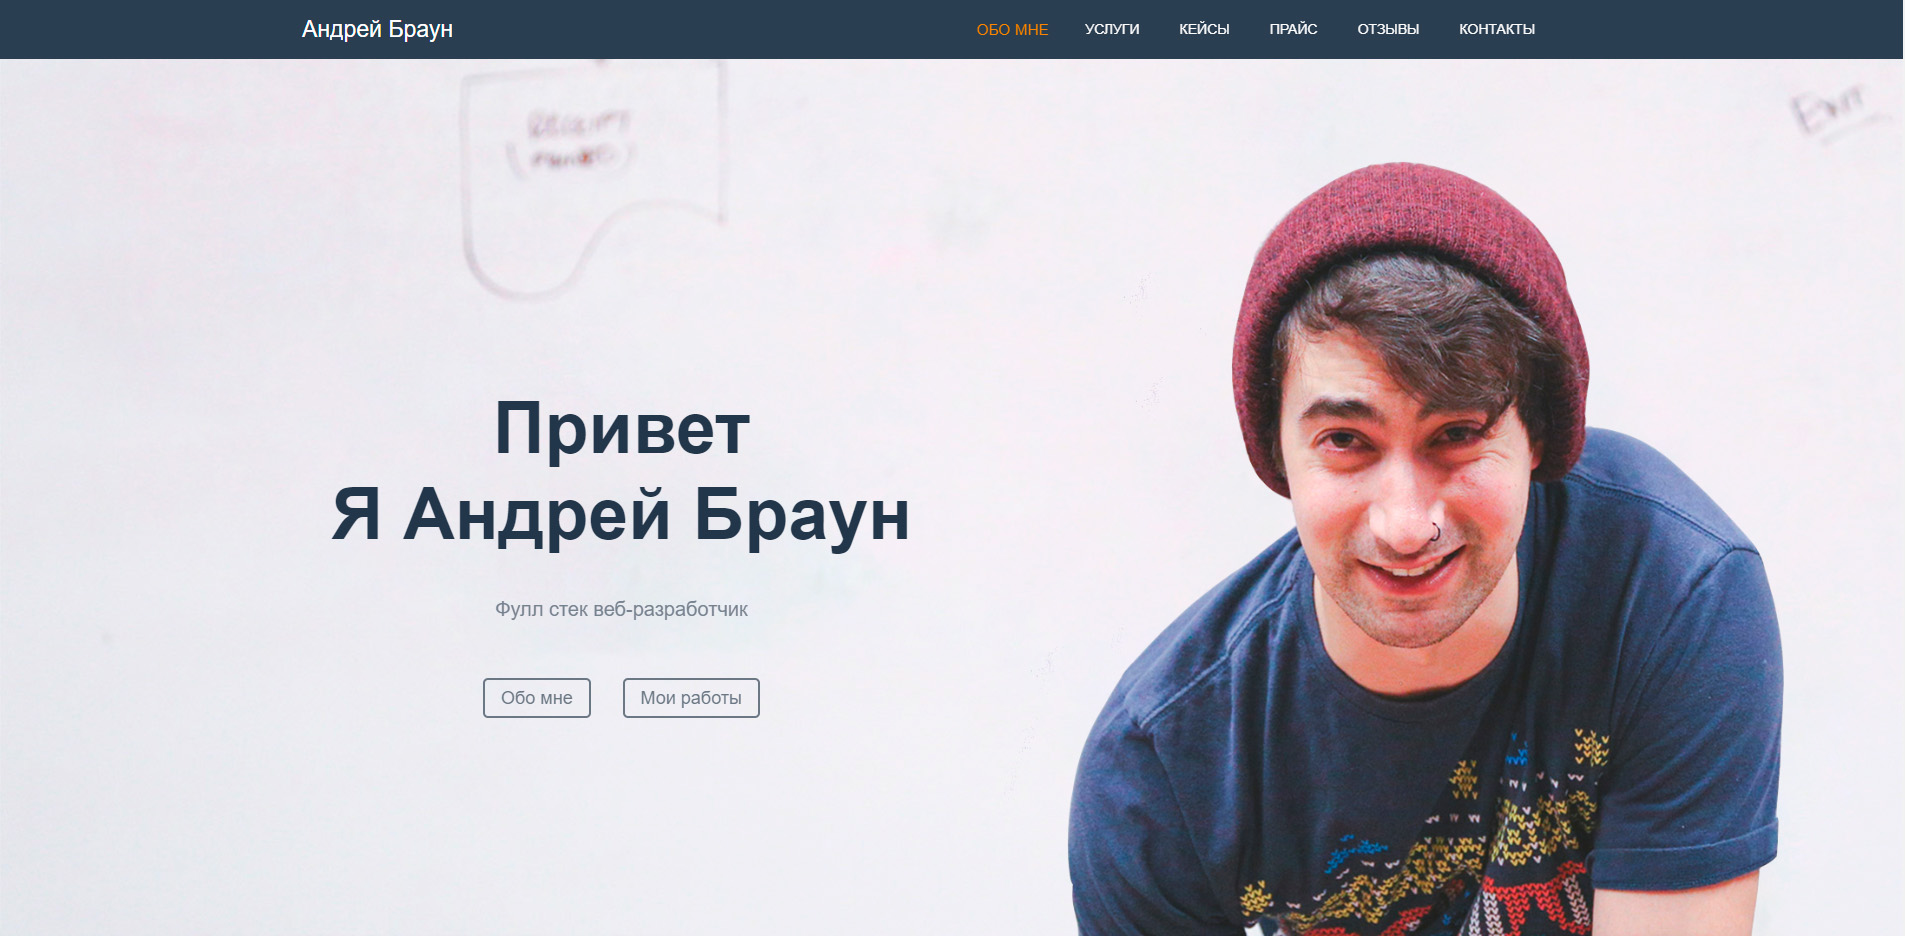 Андрей Браун
ОБО МНЕ УСЛУГИ КЕЙСЫ ПРАЙС ОТЗЫВЫ КОНТАКТЫ
Привет
Я Андрей Браун
Фулл стек веб-разработчик
Обо мне Мои работы